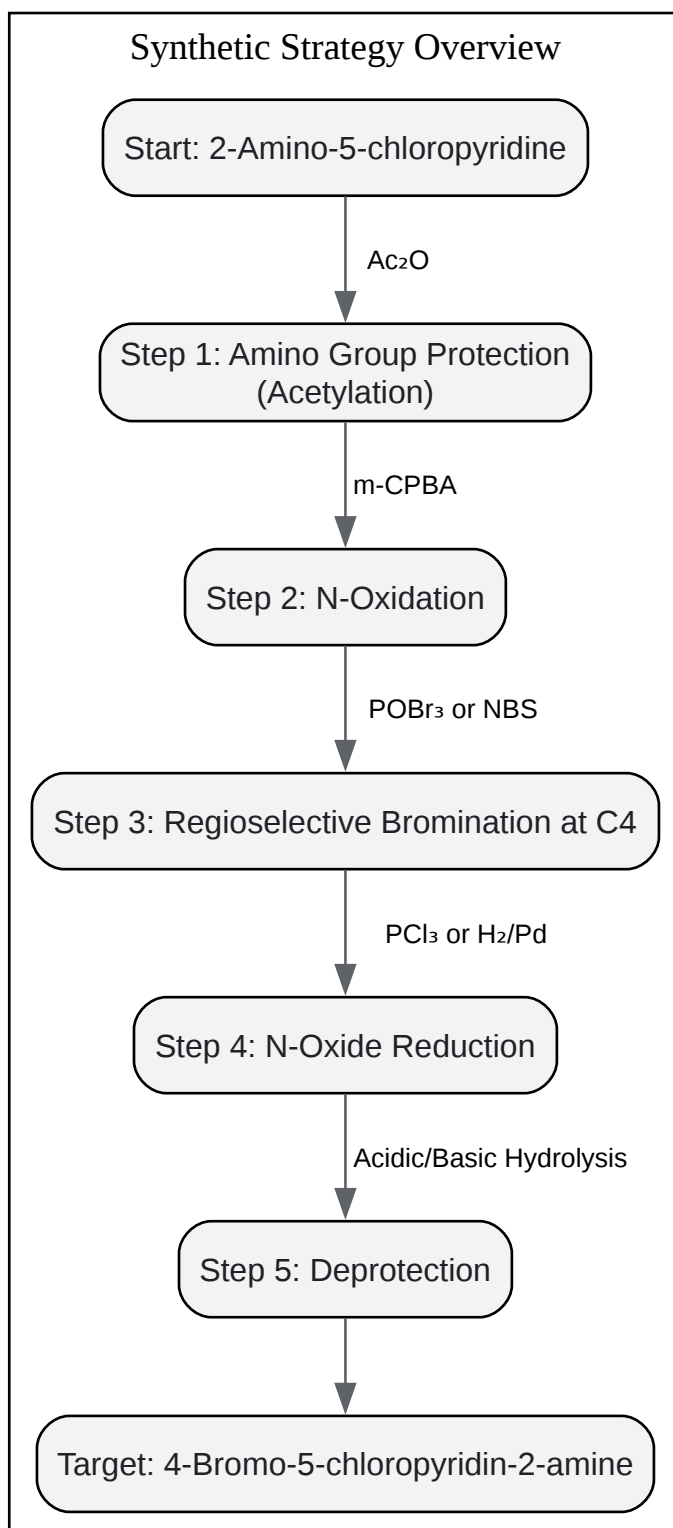 Synthetic Strategy Overview
Start: 2-Amino-5-chloropyridine
Ac₂O
Step 1: Amino Group Protection
(Acetylation)
m-CPBA
Step 2: N-Oxidation
POBr₃ or NBS
Step 3: Regioselective Bromination at C4
PCl₃ or H₂/Pd
Step 4: N-Oxide Reduction
Acidic/Basic Hydrolysis
Step 5: Deprotection
Target: 4-Bromo-5-chloropyridin-2-amine